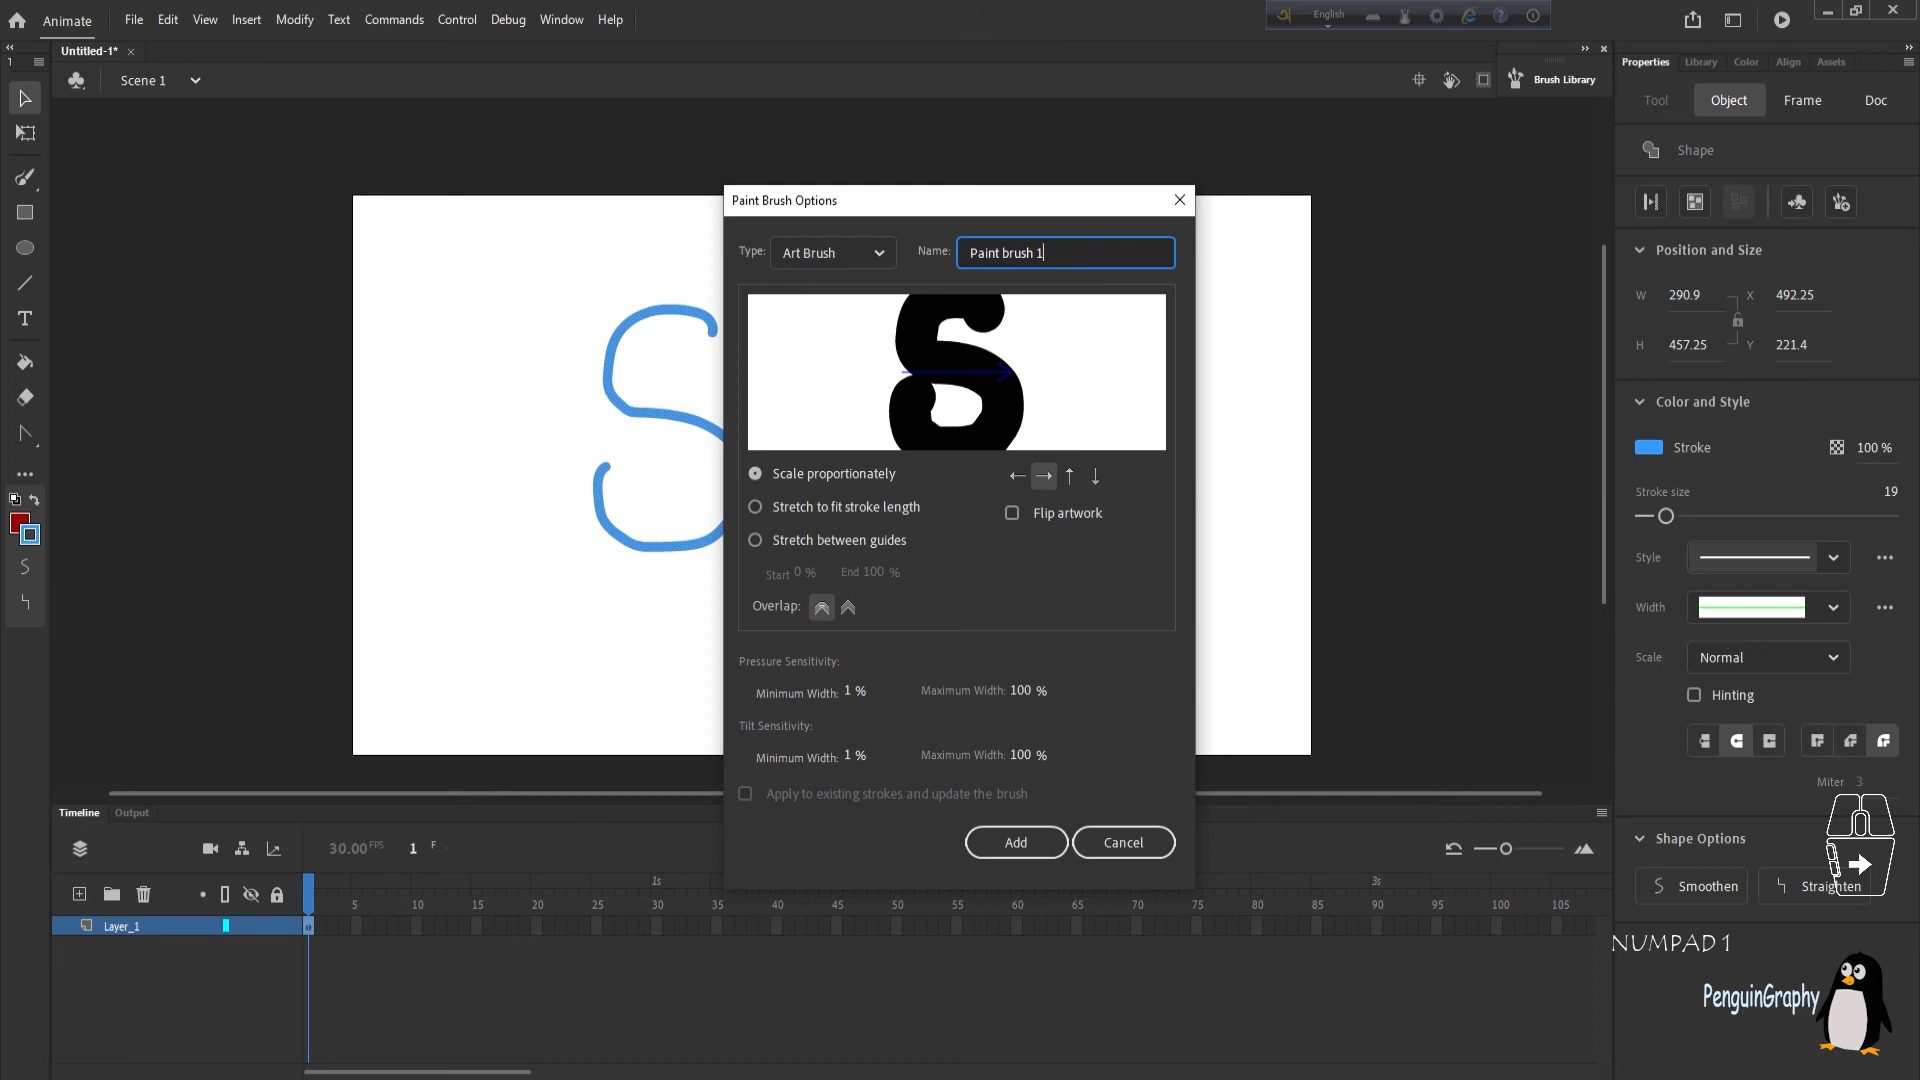 Animate File Edit View Insert Modify Text Commands Control Debug Window Help
English
Untitled-1*
1
Scene 1
Brush Library
Properties Library Color Align Assets
Tool Object Frame Doc
Shape
Position and Size
W 290.9 X 492.25
H 457.25 Y 221.4
Color and Style
Stroke 100 %
Stroke size 19
Style
Width
Scale Normal
Hinting
Miter 3
Shape Options
Smoothen Straighten
Paint Brush Options
Type: Art Brush Name: Paint brush 1
Scale proportionately
Stretch to fit stroke length Flip artwork
Stretch between guides
Start 0 % End 100 %
Overlap:
Pressure Sensitivity:
Minimum Width: 1 % Maximum Width: 100 %
Tilt Sensitivity:
Minimum Width: 1 % Maximum Width: 100 %
Apply to existing strokes and update the brush
Add Cancel
Timeline Output
30.00 FPS 1 F
1s 3s
5 10 15 20 25 30 35 40 45 50 55 60 65 70 75 80 85 90 95 100 105
Layer_1
NUMPAD 1
PenguinGraphy